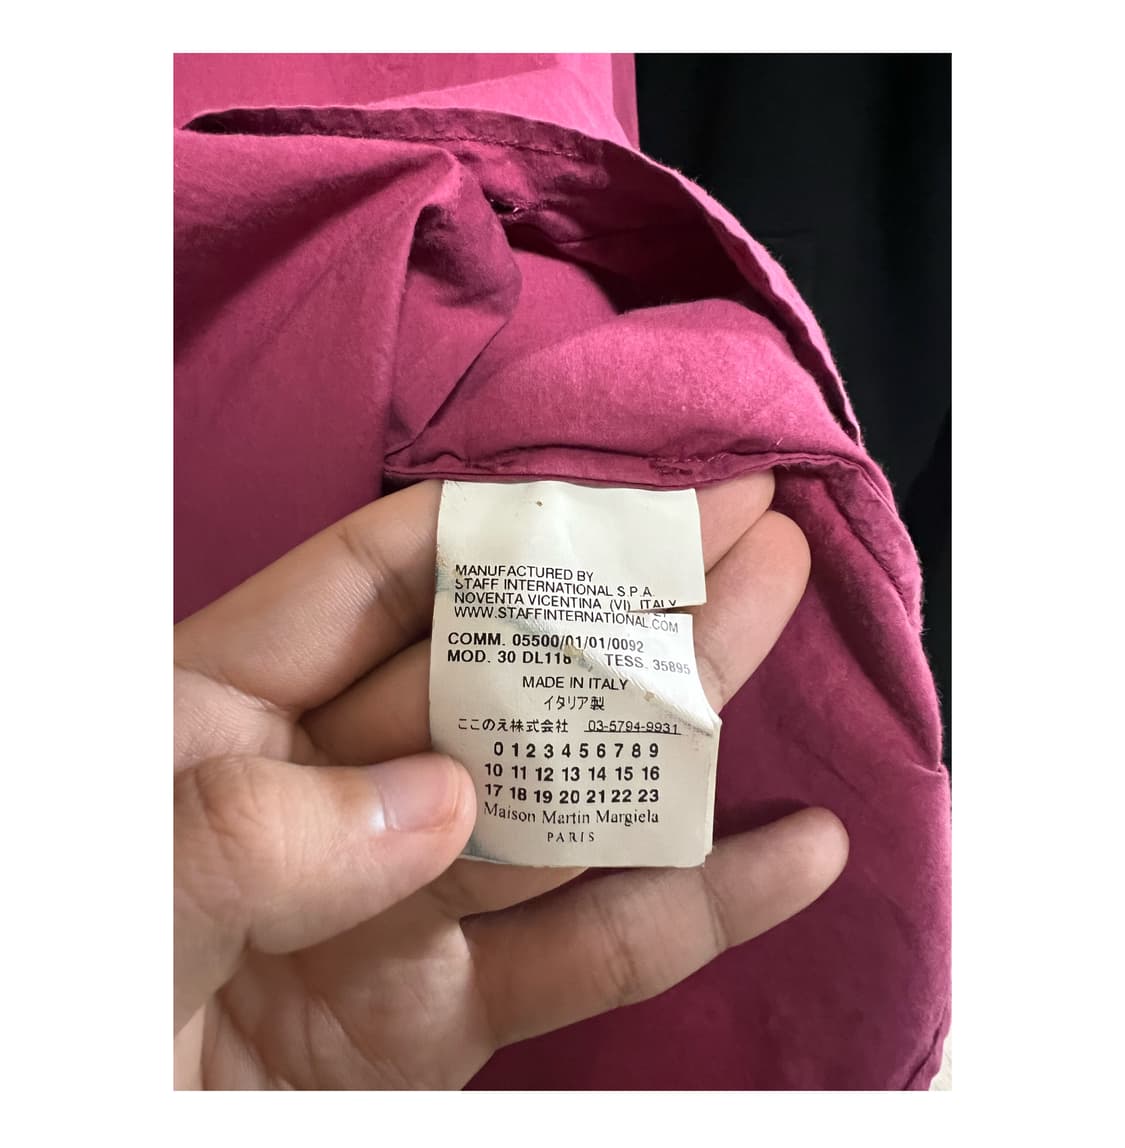 MANUFACTURED BY
STAFF INTERNATIONAL S.P.A.
NOVENTA VICENTINA (VI) ITALY
WWW.STAFFINTERNATIONAL.COM
COMM. 05500/01/01/0092
MOD. 30 DL118 TESS. 35895
MADE IN ITALY
イタリア製
ここのえ株式会社 03-5794-9931
0 1 2 3 4 5 6 7 8 9
10 11 12 13 14 15 16
17 18 19 20 21 22 23
Maison Martin Margiela
PARIS